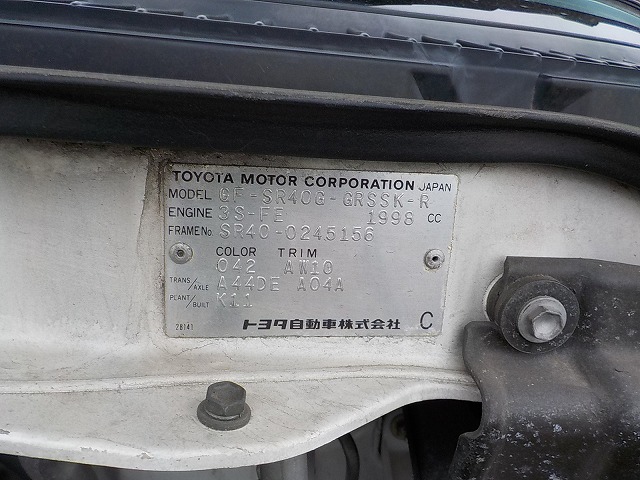 TOYOTA MOTOR CORPORATION JAPAN
MODEL GF-SR40G-GRSSK-R
ENGINE 3S-FE 1998 CC
FRAME No. SR40-0245156
COLOR TRIM
042 AW10
TRANS/AXLE A44DE A04A
PLANT/BUILT K11
28141 トヨタ自動車株式会社 C